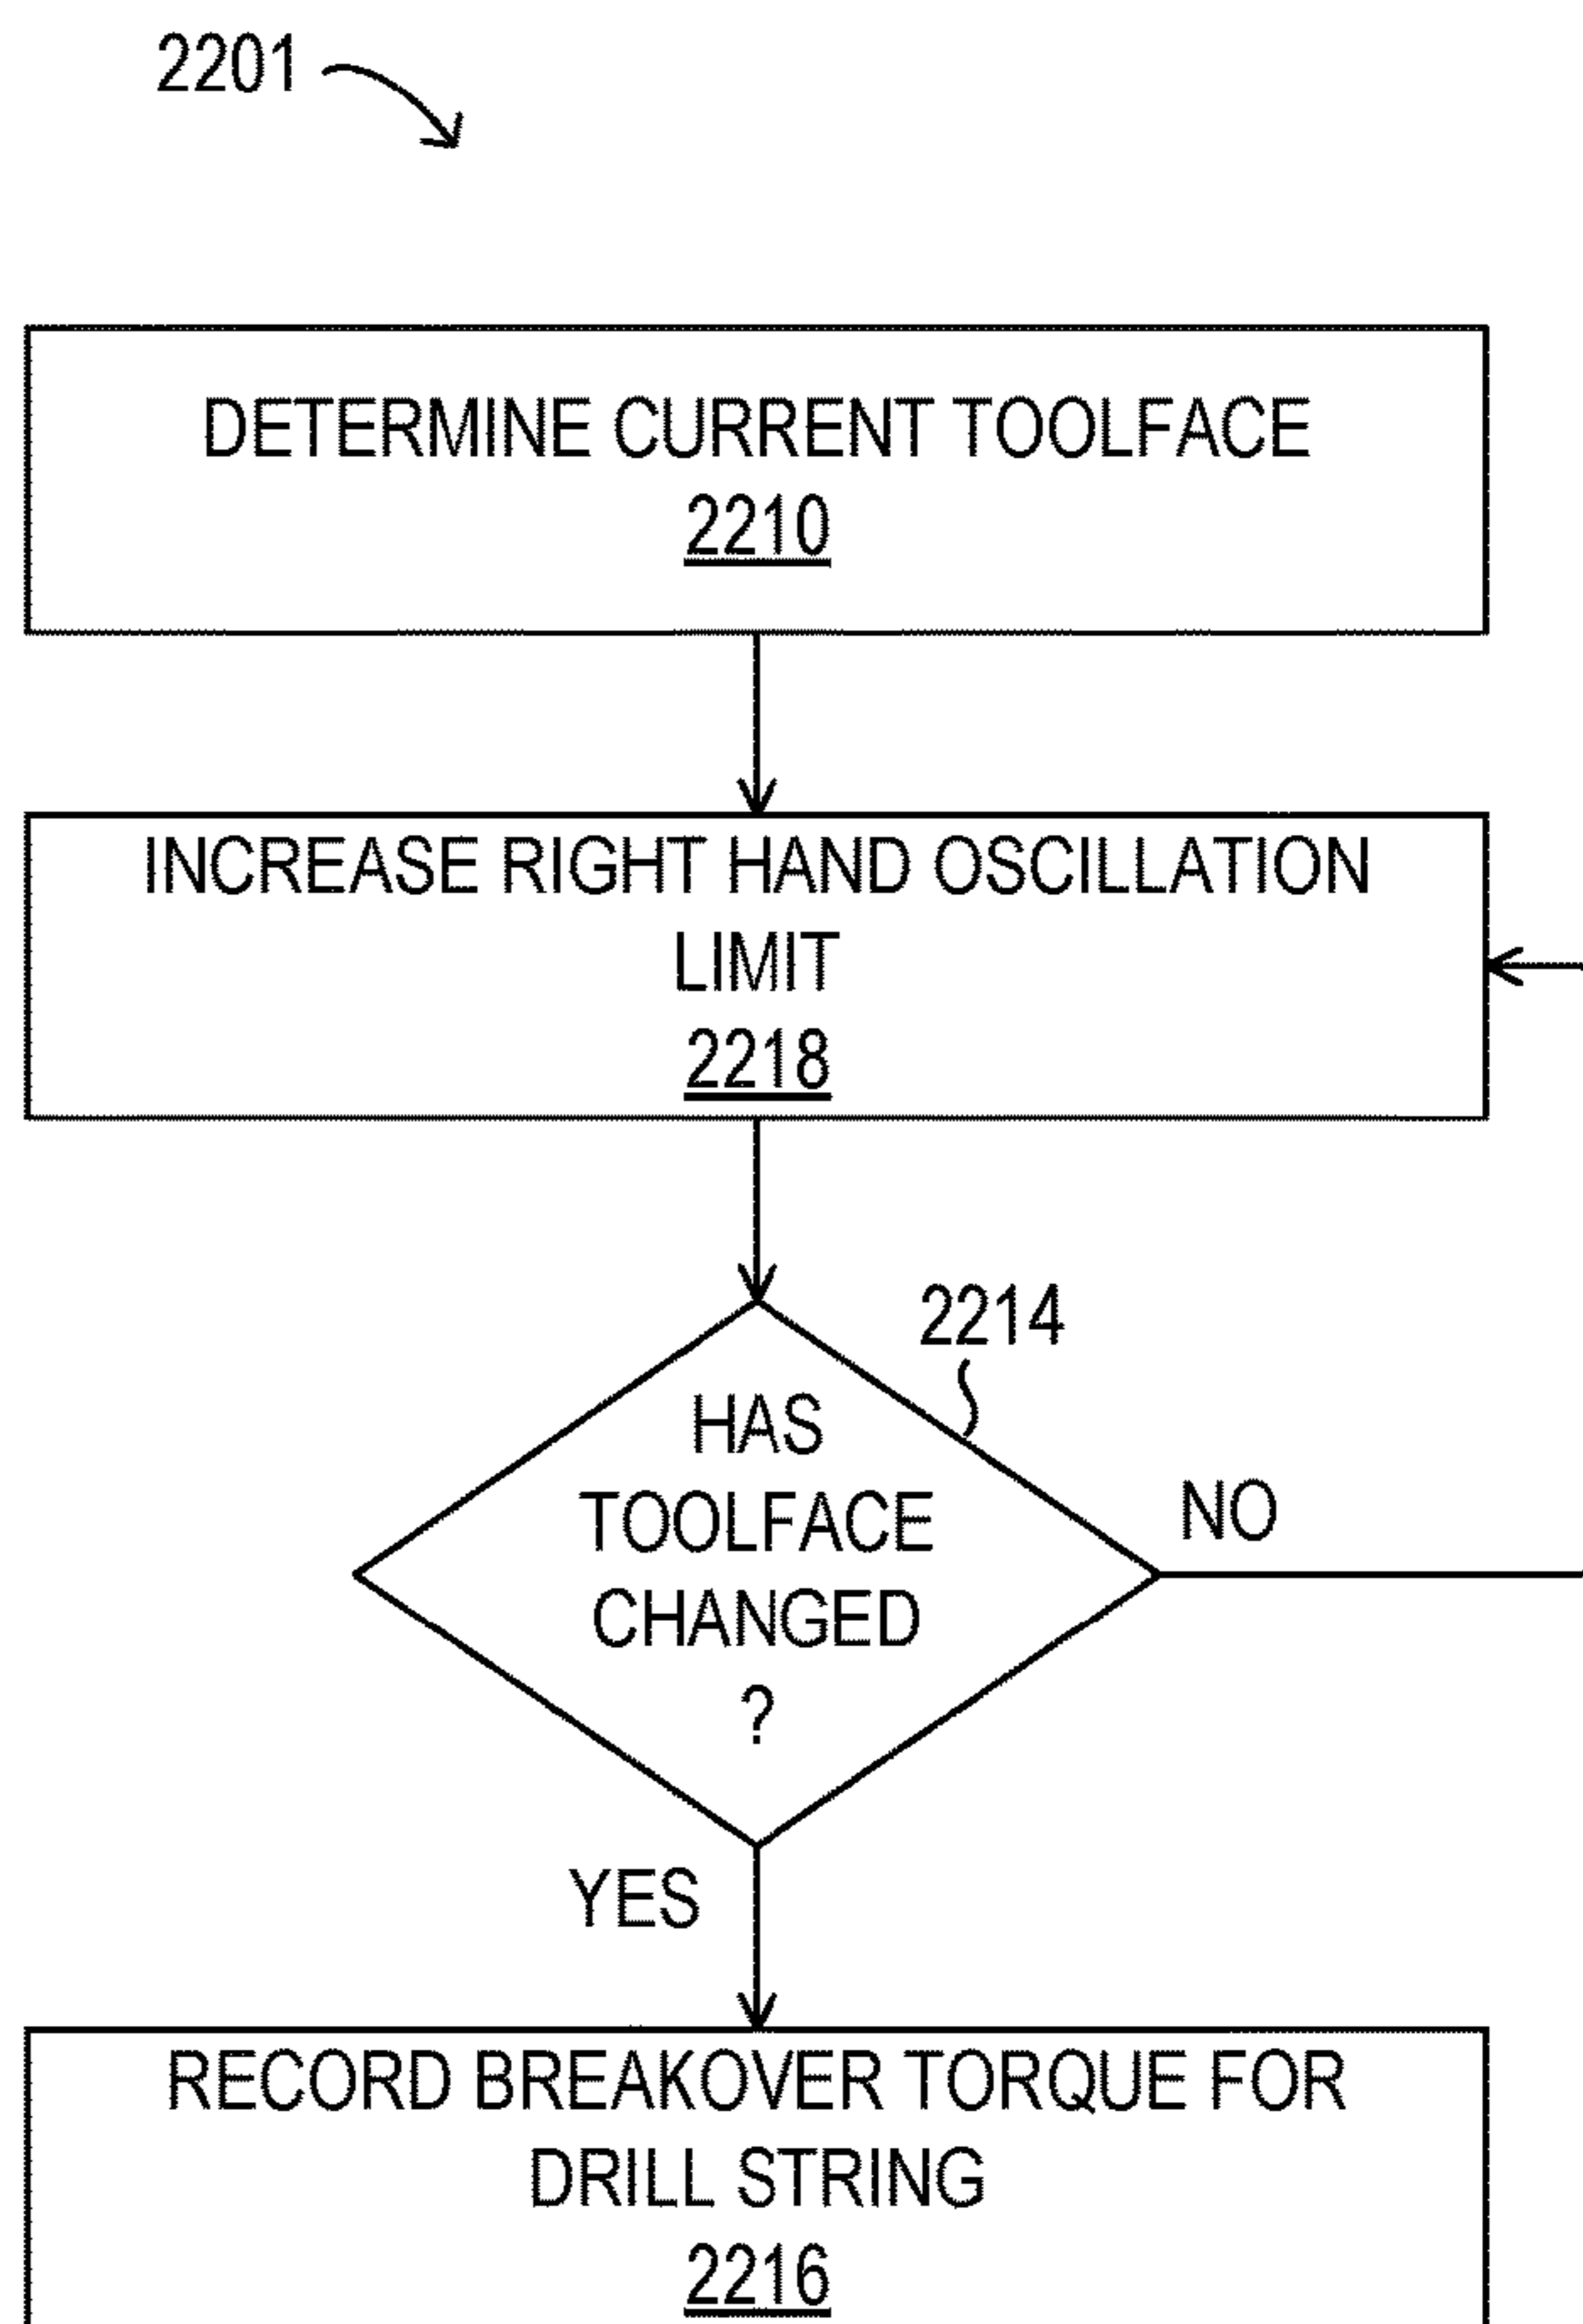 2201
DETERMINE CURRENT TOOLFACE
2210
INCREASE RIGHT HAND OSCILLATION
LIMIT
2218
2214
HAS
TOOLFACE
CHANGED
?
NO
YES
RECORD BREAKOVER TORQUE FOR
DRILL STRING
2216